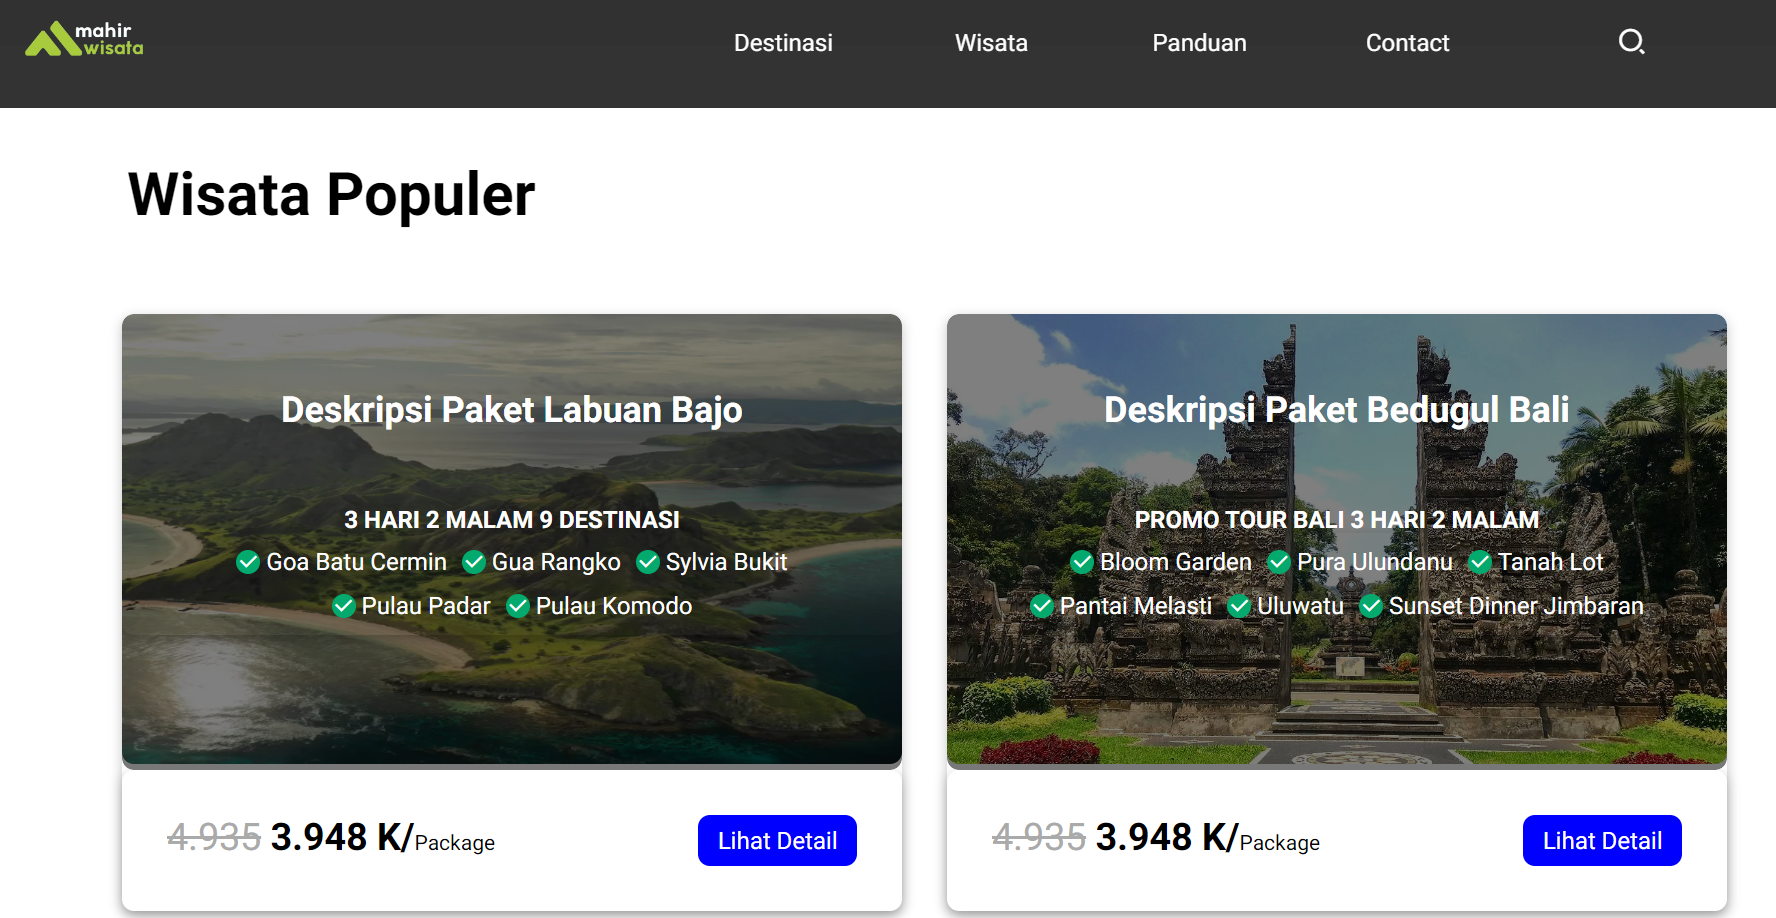 mahir
wisata
Destinasi Wisata Panduan Contact
Wisata Populer
Deskripsi Paket Labuan Bajo
3 HARI 2 MALAM 9 DESTINASI
Goa Batu Cermin Gua Rangko Sylvia Bukit
Pulau Padar Pulau Komodo
4.935 3.948 K/Package
Lihat Detail
Deskripsi Paket Bedugul Bali
PROMO TOUR BALI 3 HARI 2 MALAM
Bloom Garden Pura Ulundanu Tanah Lot
Pantai Melasti Uluwatu Sunset Dinner Jimbaran
4.935 3.948 K/Package
Lihat Detail